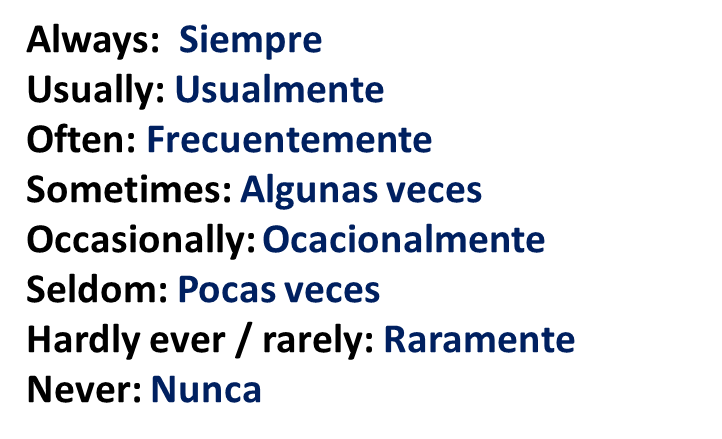 Always: Siempre
Usually: Usualmente
Often: Frecuentemente
Sometimes: Algunas veces
Occasionally: Ocacionalmente
Seldom: Pocas veces
Hardly ever / rarely: Raramente
Never: Nunca